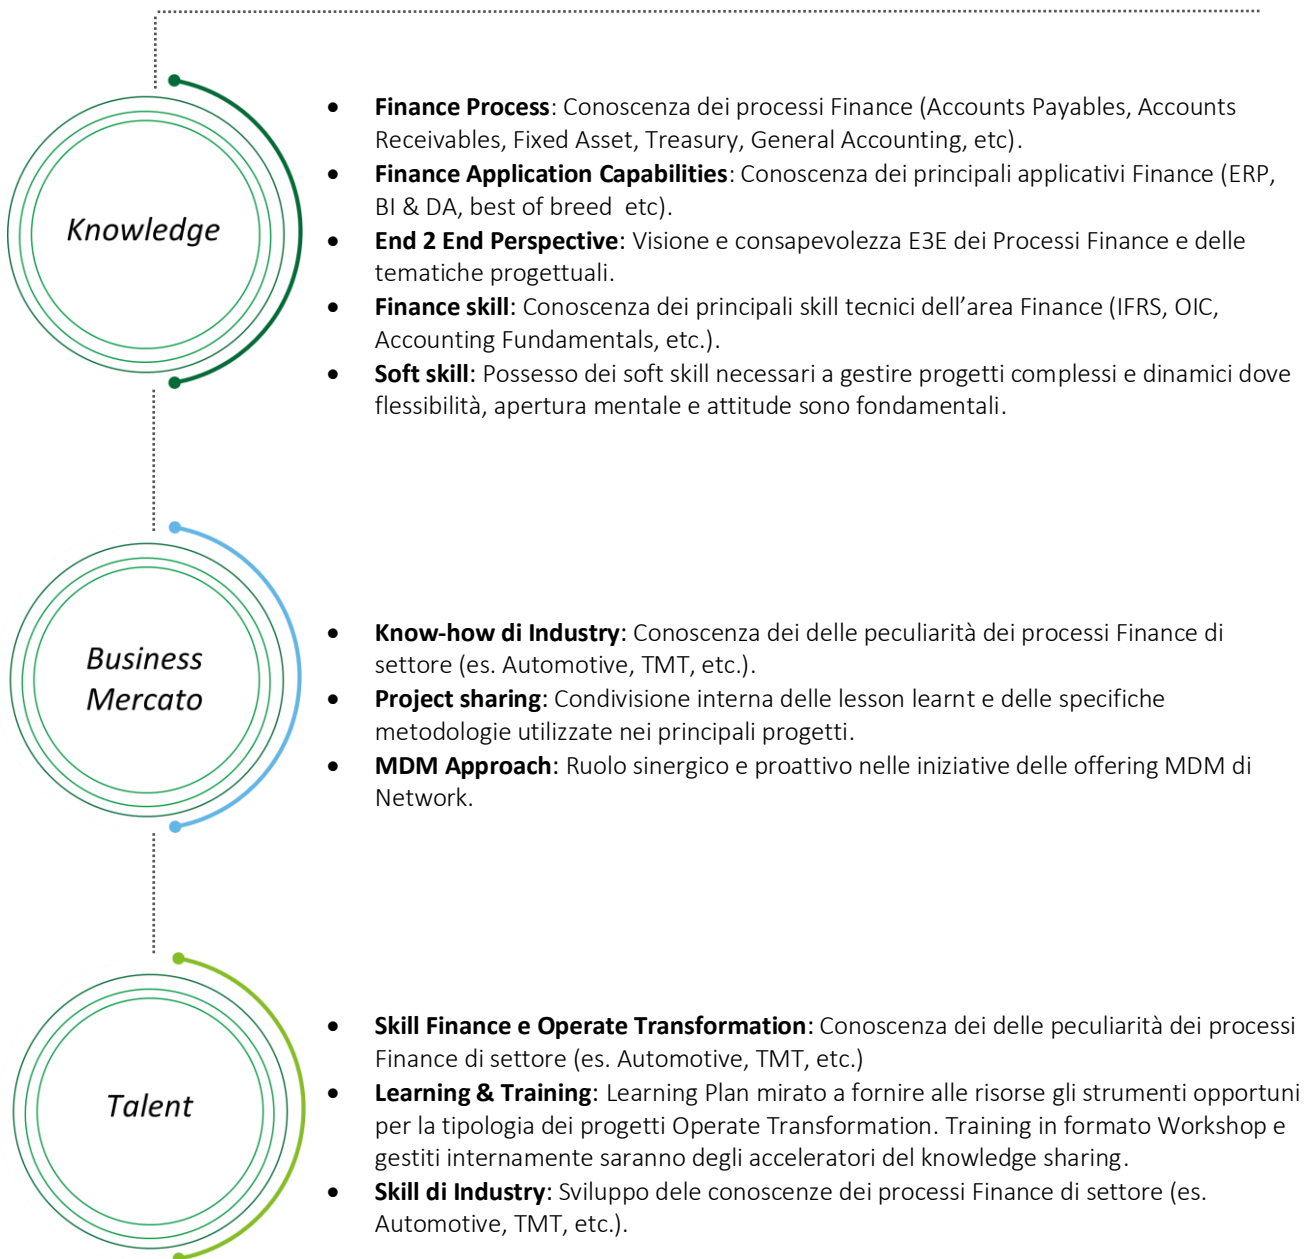 Knowledge
• Finance Process: Conoscenza dei processi Finance (Accounts Payables, Accounts
Receivables, Fixed Asset, Treasury, General Accounting, etc).
• Finance Application Capabilities: Conoscenza dei principali applicativi Finance (ERP,
BI & DA, best of breed  etc).
• End 2 End Perspective: Visione e consapevolezza E3E dei Processi Finance e delle
tematiche progettuali.
• Finance skill: Conoscenza dei principali skill tecnici dell’area Finance (IFRS, OIC,
Accounting Fundamentals, etc.).
• Soft skill: Possesso dei soft skill necessari a gestire progetti complessi e dinamici dove
flessibilità, apertura mentale e attitude sono fondamentali.
Business
Mercato
• Know-how di Industry: Conoscenza dei delle peculiarità dei processi Finance di
settore (es. Automotive, TMT, etc.).
• Project sharing: Condivisione interna delle lesson learnt e delle specifiche
metodologie utilizzate nei principali progetti.
• MDM Approach: Ruolo sinergico e proattivo nelle iniziative delle offering MDM di
Network.
Talent
• Skill Finance e Operate Transformation: Conoscenza dei delle peculiarità dei processi
Finance di settore (es. Automotive, TMT, etc.)
• Learning & Training: Learning Plan mirato a fornire alle risorse gli strumenti opportuni
per la tipologia dei progetti Operate Transformation. Training in formato Workshop e
gestiti internamente saranno degli acceleratori del knowledge sharing.
• Skill di Industry: Sviluppo dele conoscenze dei processi Finance di settore (es.
Automotive, TMT, etc.).